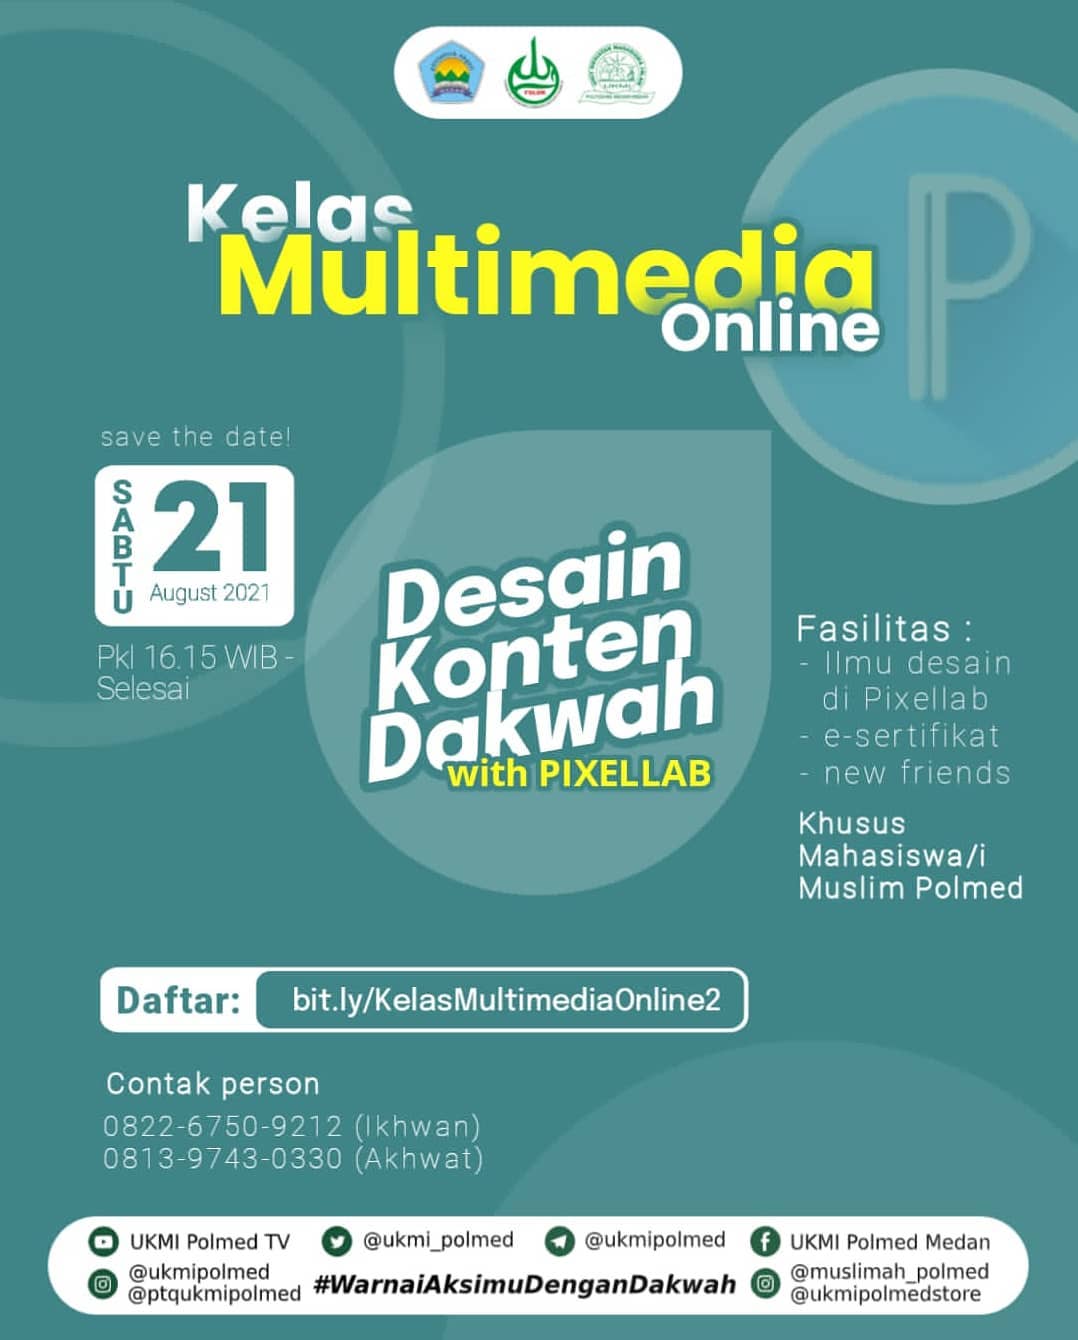 Kelas
Multimedia
Online
save the date!
SABTU
21
August 2021
Pkl 16.15 WIB -
Selesai
Desain
Konten
Dakwah
with PIXELLAB
Fasilitas :
- Ilmu desain
di Pixellab
- e-sertifikat
- new friends
Khusus
Mahasiswa/i
Muslim Polmed
Daftar: bit.ly/KelasMultimediaOnline2
Contak person
0822-6750-9212 (Ikhwan)
0813-9743-0330 (Akhwat)
UKMI Polmed TV @ukmi_polmed @ukmipolmed UKMI Polmed Medan
@ukmipolmed
@ptqukmipolmed
#WarnaiAksimuDenganDakwah
@muslimah_polmed
@ukmipolmedstore